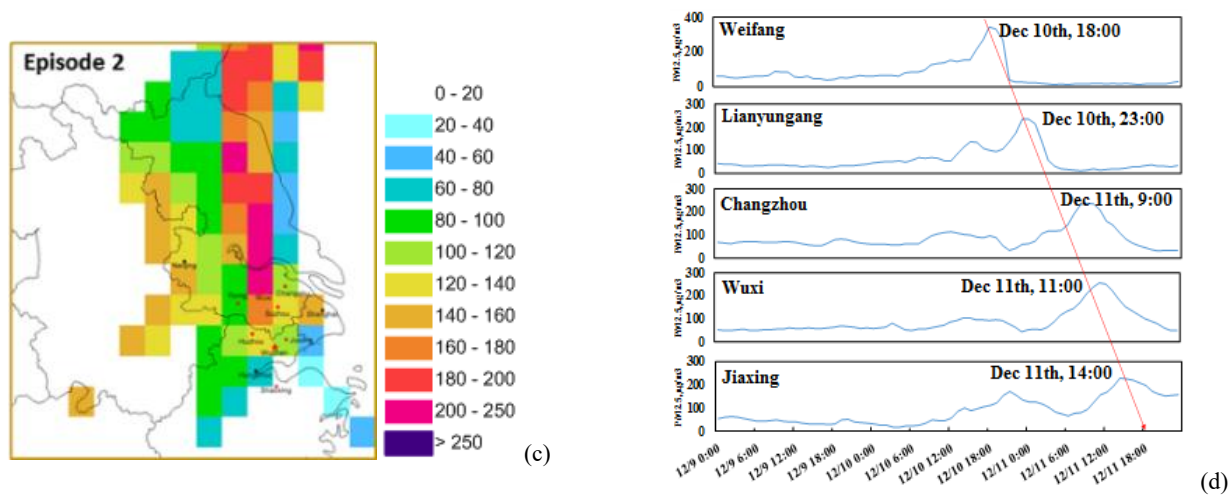 Episode 2
Nanjing
Shanghai
Suzhou
Huzhou
Jiaxing
Shaoxing
0 - 20
20 - 40
40 - 60
60 - 80
80 - 100
100 - 120
120 - 140
140 - 160
160 - 180
180 - 200
200 - 250
> 250
(c)
Weifang
Dec 10th, 18:00
400
200
0
Lianyungang
Dec 10th, 23:00
300
200
100
0
Changzhou
Dec 11th, 9:00
300
200
100
0
Wuxi
Dec 11th, 11:00
300
200
100
0
Jiaxing
Dec 11th, 14:00
300
200
100
0
12/9 0:00
12/9 6:00
12/9 12:00
12/9 18:00
12/10 0:00
12/10 6:00
12/10 12:00
12/10 18:00
12/11 0:00
12/11 6:00
12/11 12:00
12/11 18:00
(d)